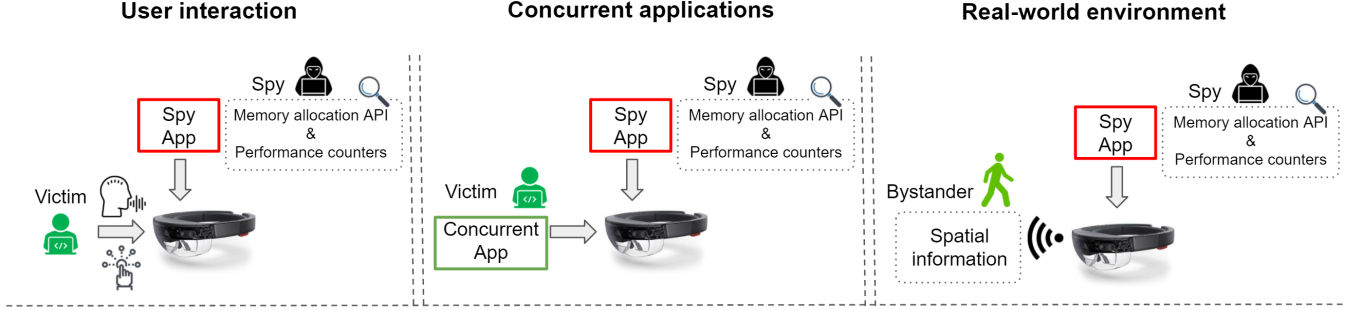 User interaction
Spy
Spy
App
Memory allocation API
&
Performance counters
Victim
</>
Concurrent applications
Spy
Spy
App
Memory allocation API
&
Performance counters
Victim
</>
Concurrent
App
Real-world environment
Spy
Spy
App
Memory allocation API
&
Performance counters
Bystander
Spatial
information